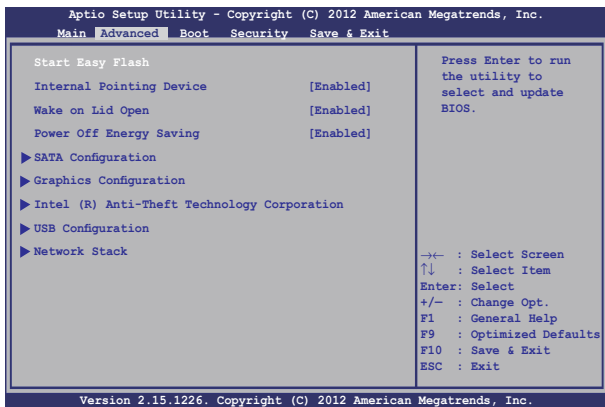 Aptio Setup Utility - Copyright (C) 2012 American Megatrends, Inc.
Main Advanced Boot Security Save & Exit
Start Easy Flash
Internal Pointing Device [Enabled]
Wake on Lid Open [Enabled]
Power Off Energy Saving [Enabled]
SATA Configuration
Graphics Configuration
Intel (R) Anti-Theft Technology Corporation
USB Configuration
Network Stack
Press Enter to run
the utility to
select and update
BIOS.
→← : Select Screen
↑↓ : Select Item
Enter: Select
+/— : Change Opt.
F1 : General Help
F9 : Optimized Defaults
F10 : Save & Exit
ESC : Exit
Version 2.15.1226. Copyright (C) 2012 American Megatrends, Inc.